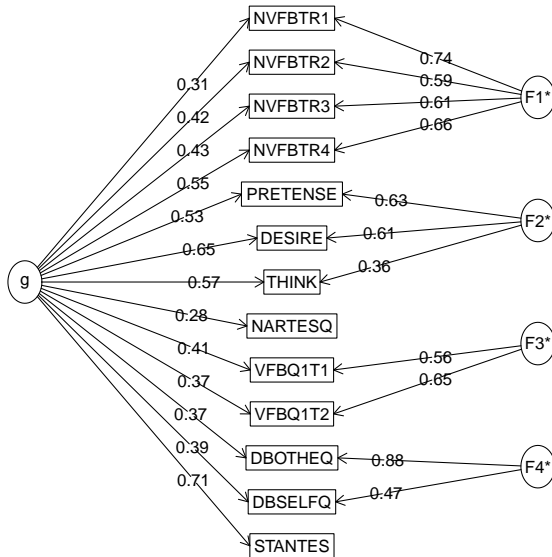 NVFBTR1
0.74
NVFBTR2
0.59
0.31
F1*
NVFBTR3
0.61
0.42
0.43
NVFBTR4
0.66
0.55
PRETENSE
0.63
0.53
F2*
DESIRE
0.61
0.65
0.36
g
0.57
THINK
0.28
NARTESQ
0.41
F3*
VFBQ1T1
0.56
0.37
0.65
VFBQ1T2
0.37
0.39
DBOTHEQ
0.88
F4*
0.71
DBSELFQ
0.47
STANTES